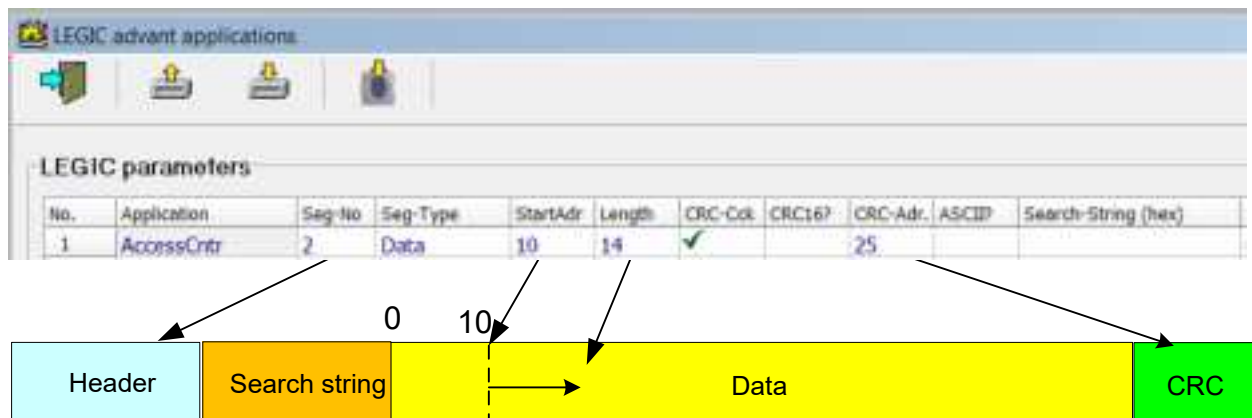 LEGIC advant applications
LEGIC parameters
No. Application Seg-No Seg-Type StartAdr Length CRC-Cck CRC16? CRC-Adr. ASCII? Search-String (hex)
1 AccessCntr 2 Data 10 14 ✔ 25
0 10
Header Search string Data CRC